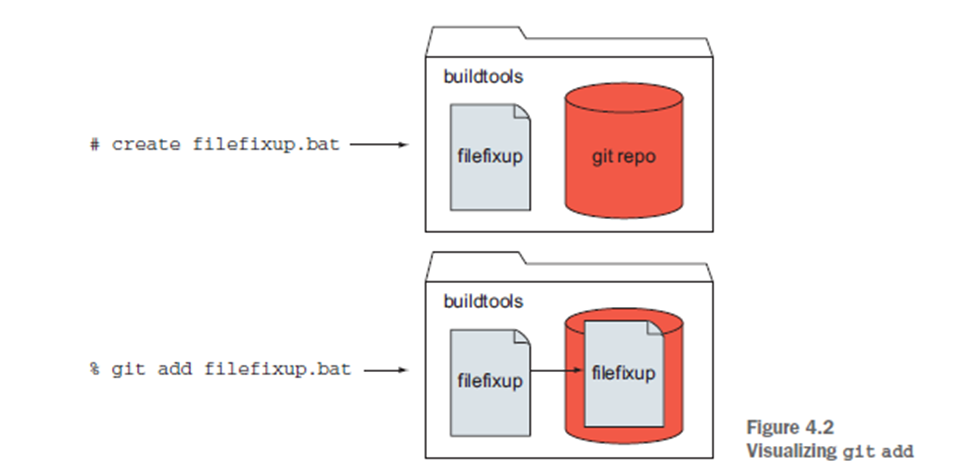 buildtools
# create filefixup.bat
filefixup
git repo
buildtools
% git add filefixup.bat
filefixup
filefixup
Figure 4.2
Visualizing git add